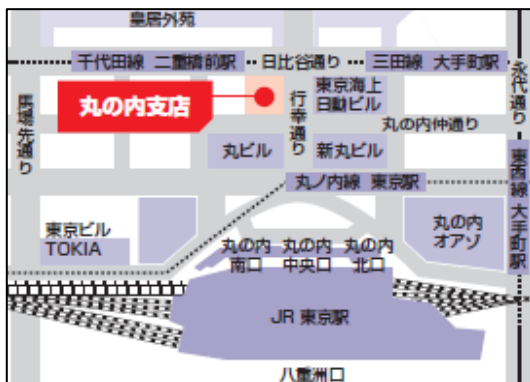 皇居外苑
千代田線 二重橋前駅
日比谷通り
三田線 大手町駅
永代通り
馬場先通り
丸の内支店
行幸通り
東京海上
日動ビル
丸の内仲通り
丸ビル
新丸ビル
東西線 大手町駅
丸ノ内線 東京駅
東京ビル
TOKIA
丸の内
南口
丸の内
中央口
丸の内
北口
丸の内
オアゾ
JR 東京駅
八重洲口